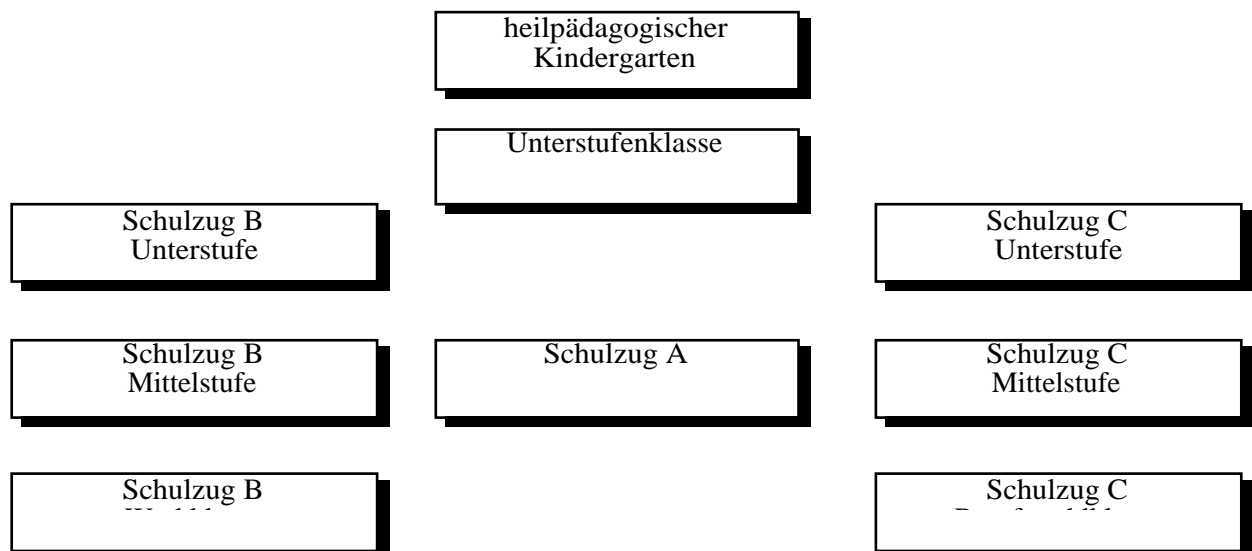 heilpädagogischer
Kindergarten
Unterstufenklasse
Schulzug B
Unterstufe
Schulzug C
Unterstufe
Schulzug B
Mittelstufe
Schulzug A
Schulzug C
Mittelstufe
Schulzug B
Schulzug C